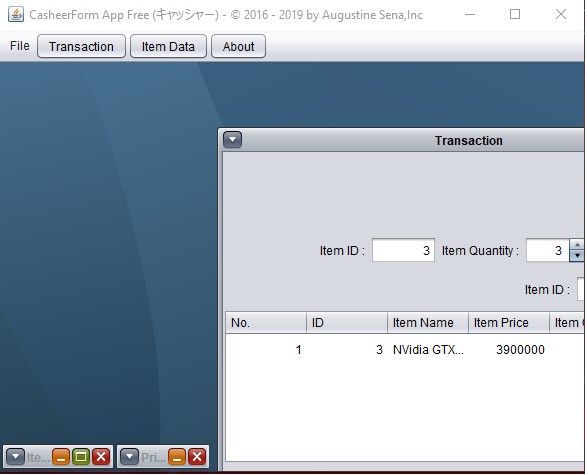 CasheerForm App Free (キャッシャー) - © 2016 - 2019 by Augustine Sena,Inc
File Transaction Item Data About
Transaction
Item ID : 3 Item Quantity : 3
Item ID :
No. ID Item Name Item Price Item
1 3 NVidia GTX... 3900000
Ite... Pri...